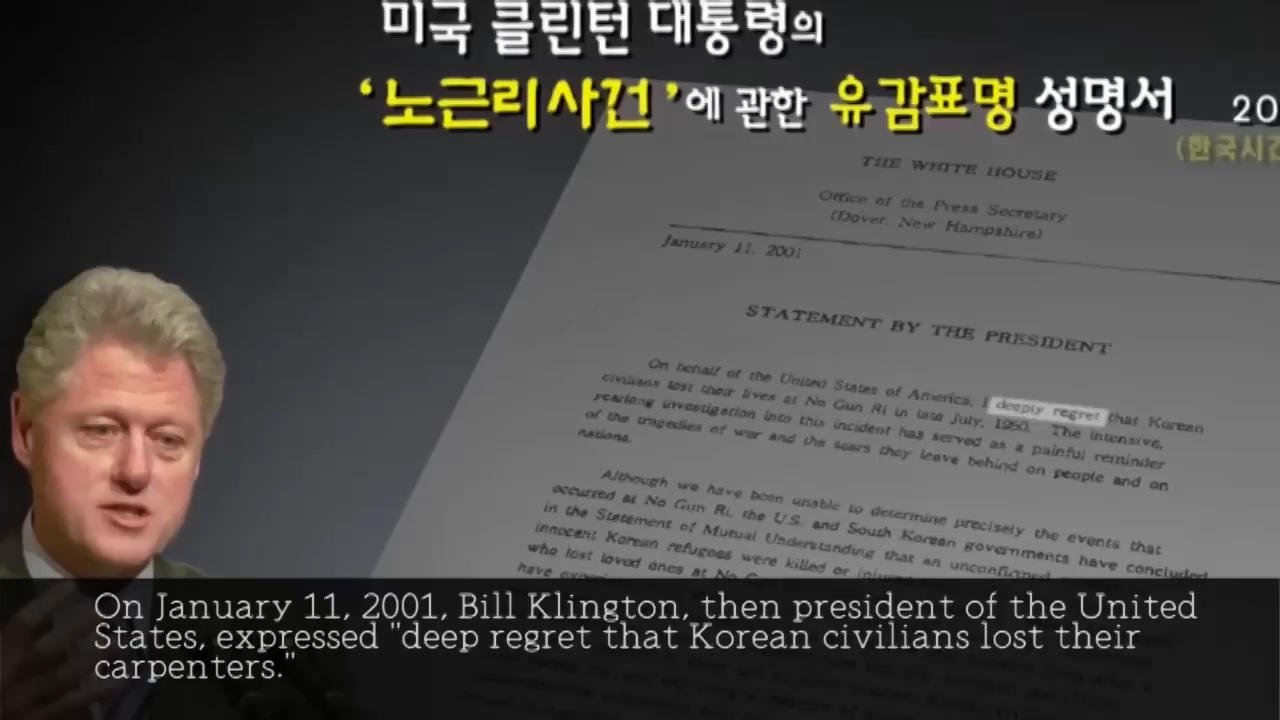 미국 클린턴 대통령의
‘노근리사건’에 관한 유감표명 성명서 20
(한국시간
THE WHITE HOUSE
Office of the Press Secretary
(Dover, New Hampshire)
January 11, 2001
STATEMENT BY THE PRESIDENT
On behalf of the United States of America, I deeply regret that Korean
civilians lost their lives at No Gun Ri in late July, 1950. The intensive,
yearlong investigation into this incident has served as a painful reminder
of the tragedies of war and the scars they leave behind on people and on
nations.
Although we have been unable to determine precisely the events that
occurred at No Gun Ri, the U.S. and South Korean governments have concluded
in the Statement of Mutual Understanding that an unconfirmed
innocent Korean refugees were killed or
who lost loved ones at No
have
On January 11, 2001, Bill Klington, then president of the United
States, expressed "deep regret that Korean civilians lost their
carpenters."